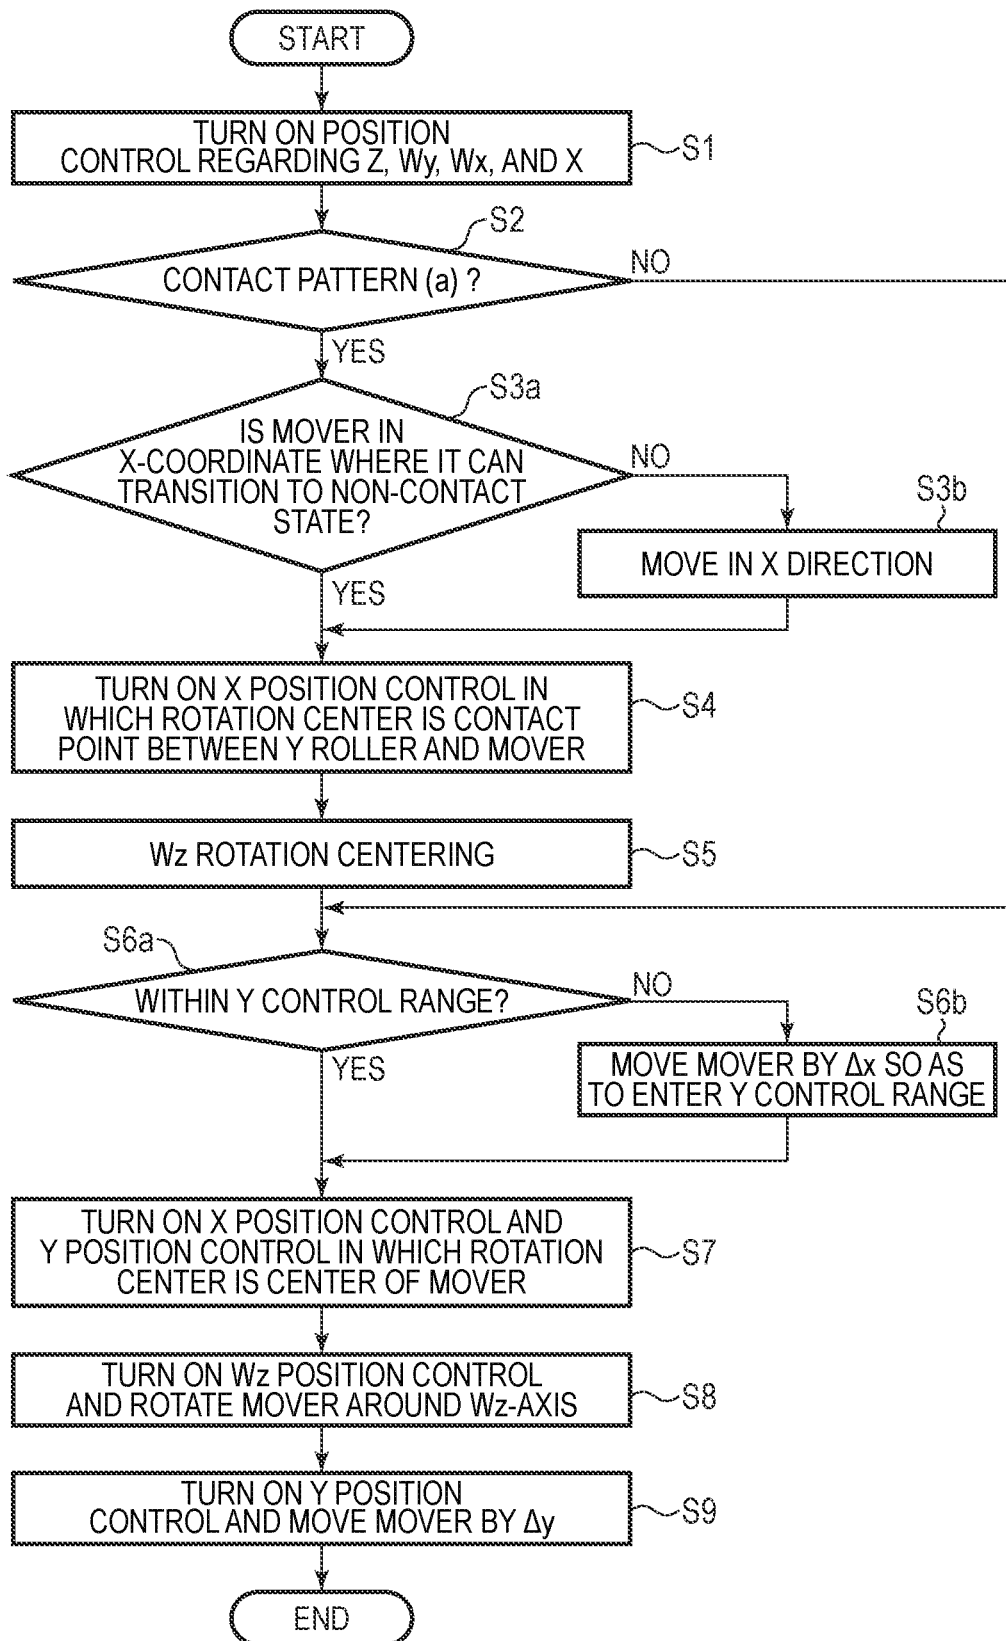 START
TURN ON POSITION
CONTROL REGARDING Z, Wy, Wx, AND X
S1
S2
CONTACT PATTERN (a) ?
NO
YES
S3a
IS MOVER IN
X-COORDINATE WHERE IT CAN
TRANSITION TO NON-CONTACT
STATE?
NO
S3b
MOVE IN X DIRECTION
YES
TURN ON X POSITION CONTROL IN
WHICH ROTATION CENTER IS CONTACT
POINT BETWEEN Y ROLLER AND MOVER
S4
Wz ROTATION CENTERING
S5
S6a
WITHIN Y CONTROL RANGE?
NO
S6b
MOVE MOVER BY Δx SO AS
TO ENTER Y CONTROL RANGE
YES
TURN ON X POSITION CONTROL AND
Y POSITION CONTROL IN WHICH ROTATION
CENTER IS CENTER OF MOVER
S7
TURN ON Wz POSITION CONTROL
AND ROTATE MOVER AROUND Wz-AXIS
S8
TURN ON Y POSITION
CONTROL AND MOVE MOVER BY Δy
S9
END